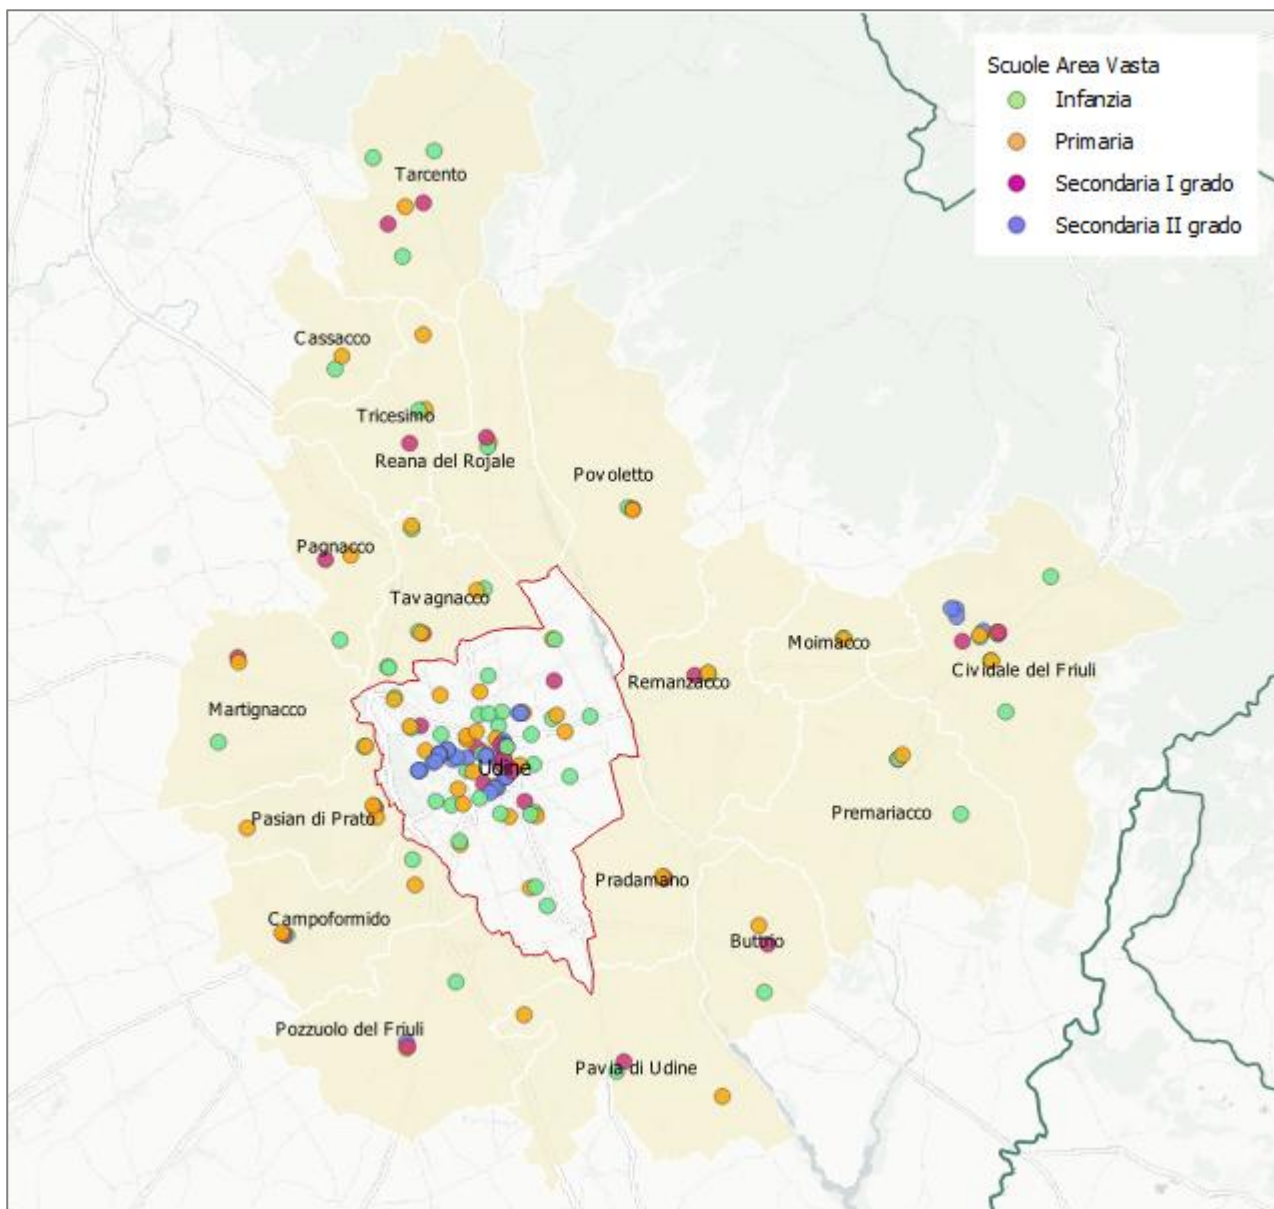 Scuole Area Vasta
Infanzia
Primaria
Secondaria I grado
Secondaria II grado
Tarcento
Cassacco
Tricesimo
Reana del Rojale
Povoletto
Pagnacco
Tavagnacco
Moimacco
Cividale del Friuli
Remanzacco
Martignacco
Udine
Pasian di Prato
Premariacco
Pradamano
Campoformido
Buttrio
Pozzuolo del Friuli
Pavia di Udine